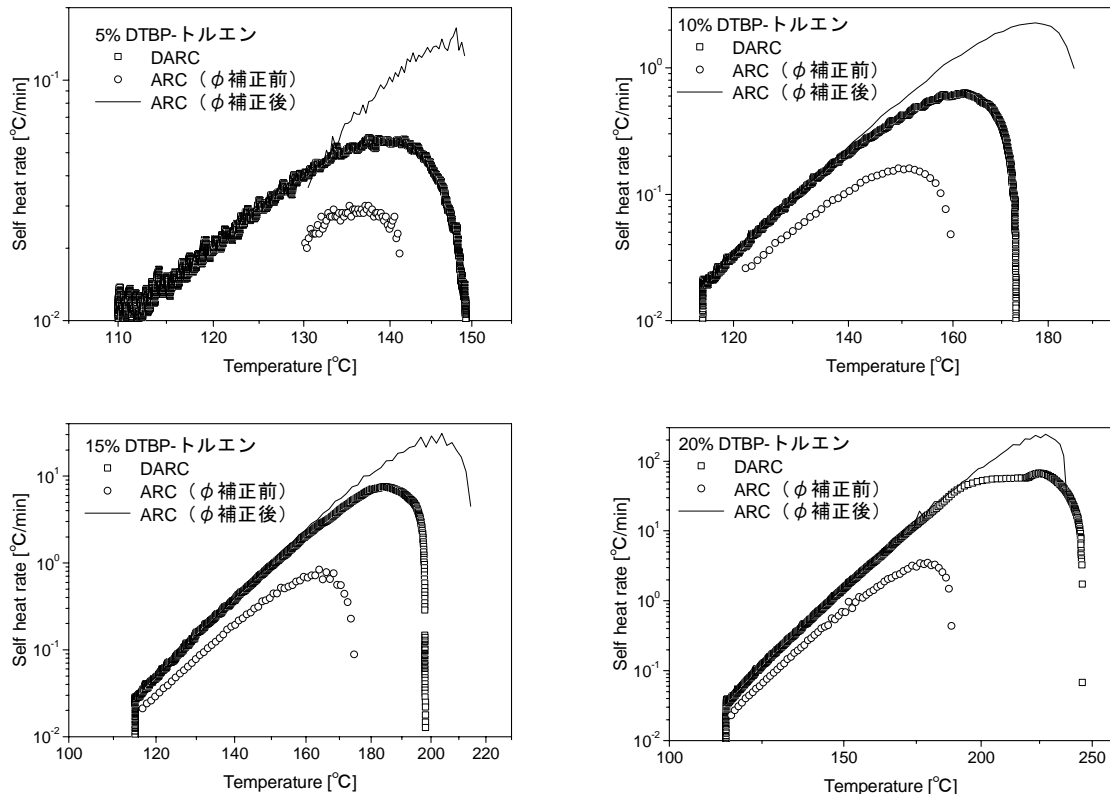 5% DTBP-トルエン
DARC
ARC（φ補正前）
ARC（φ補正後）
10⁻¹
10⁻²
110
120
130
140
150
Self heat rate [°C/min]
Temperature [°C]
10% DTBP-トルエン
DARC
ARC（φ補正前）
ARC（φ補正後）
10⁰
10⁻¹
10⁻²
120
140
160
180
Self heat rate [°C/min]
Temperature [°C]
15% DTBP-トルエン
DARC
ARC（φ補正前）
ARC（φ補正後）
10¹
10⁰
10⁻¹
10⁻²
100
120
140
160
180
200
220
Self heat rate [°C/min]
Temperature [°C]
20% DTBP-トルエン
DARC
ARC（φ補正前）
ARC（φ補正後）
10²
10¹
10⁰
10⁻¹
10⁻²
100
150
200
250
Self heat rate [°C/min]
Temperature [°C]